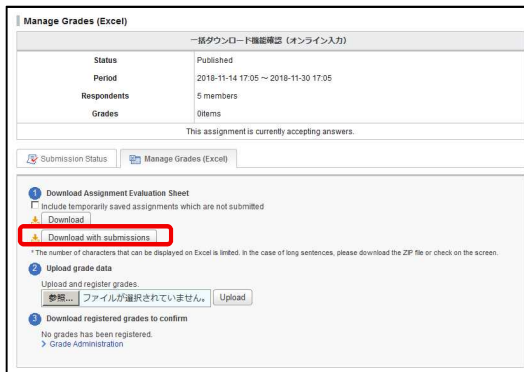 Manage Grades (Excel)
一括ダウンロード機能確認（オンライン入力）
Status Published
Period 2018-11-14 17:05 ～ 2018-11-30 17:05
Respondents 5 members
Grades 0items
This assignment is currently accepting answers.
Submission Status Manage Grades (Excel)
1 Download Assignment Evaluation Sheet
Include temporarily saved assignments which are not submitted
Download
Download with submissions
* The number of characters that can be displayed on Excel is limited. In the case of long sentences, please download the ZIP file or check on the screen.
2 Upload grade data
Upload and register grades.
参照... ファイルが選択されていません。 Upload
3 Download registered grades to confirm
No grades has been registered.
> Grade Administration